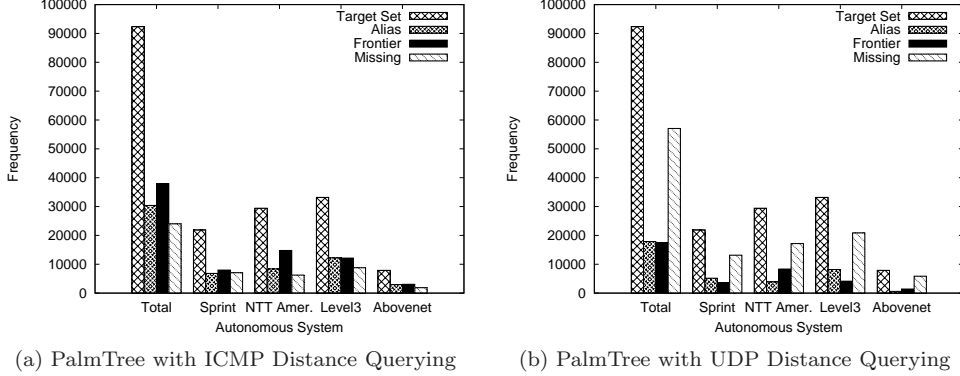 100000
90000
80000
70000
60000
50000
40000
30000
20000
10000
0
Frequency
Target Set
Alias
Frontier
Missing
Total Sprint NTT Amer. Level3 Abovenet
Autonomous System
(a) PalmTree with ICMP Distance Querying
100000
90000
80000
70000
60000
50000
40000
30000
20000
10000
0
Frequency
Target Set
Alias
Frontier
Missing
Total Sprint NTT Amer. Level3 Abovenet
Autonomous System
(b) PalmTree with UDP Distance Querying